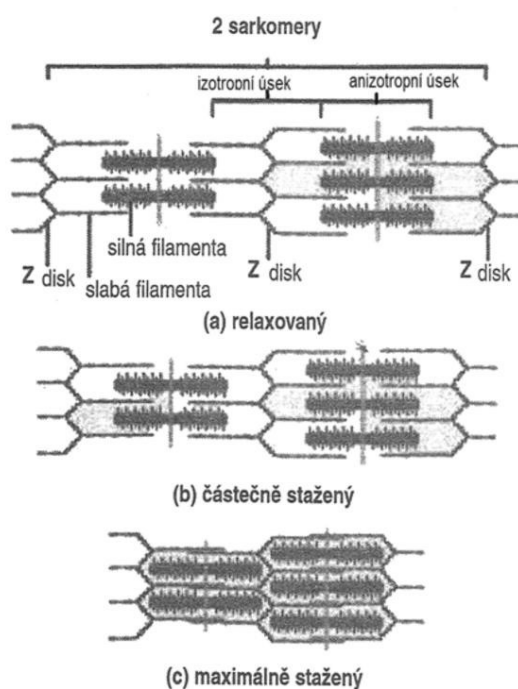 2 sarkomery
izotropní úsek
anizotropní úsek
silná filamenta
Z disk
slabá filamenta
Z disk
Z disk
(a) relaxovaný
(b) částečně stažený
(c) maximálně stažený